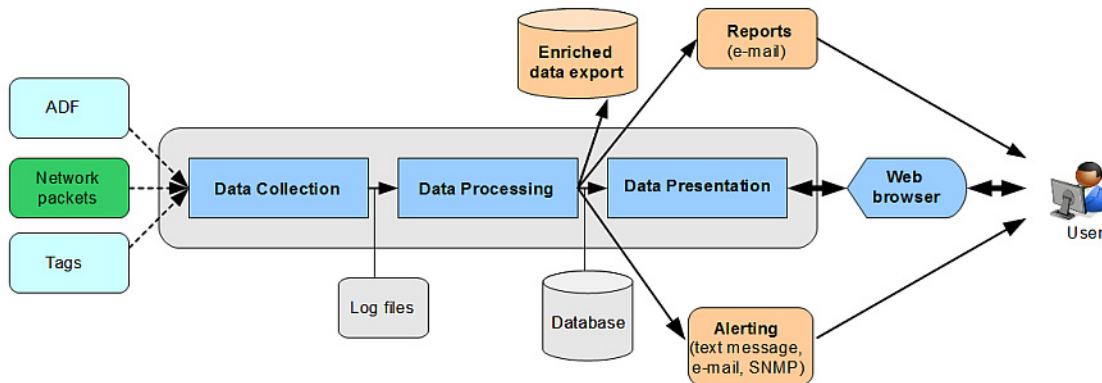 Reports
(e-mail)
Enriched
data export
ADF
Network
packets
Tags
Data Collection
Data Processing
Data Presentation
Web
browser
User
Log files
Database
Alerting
(text message,
e-mail, SNMP)